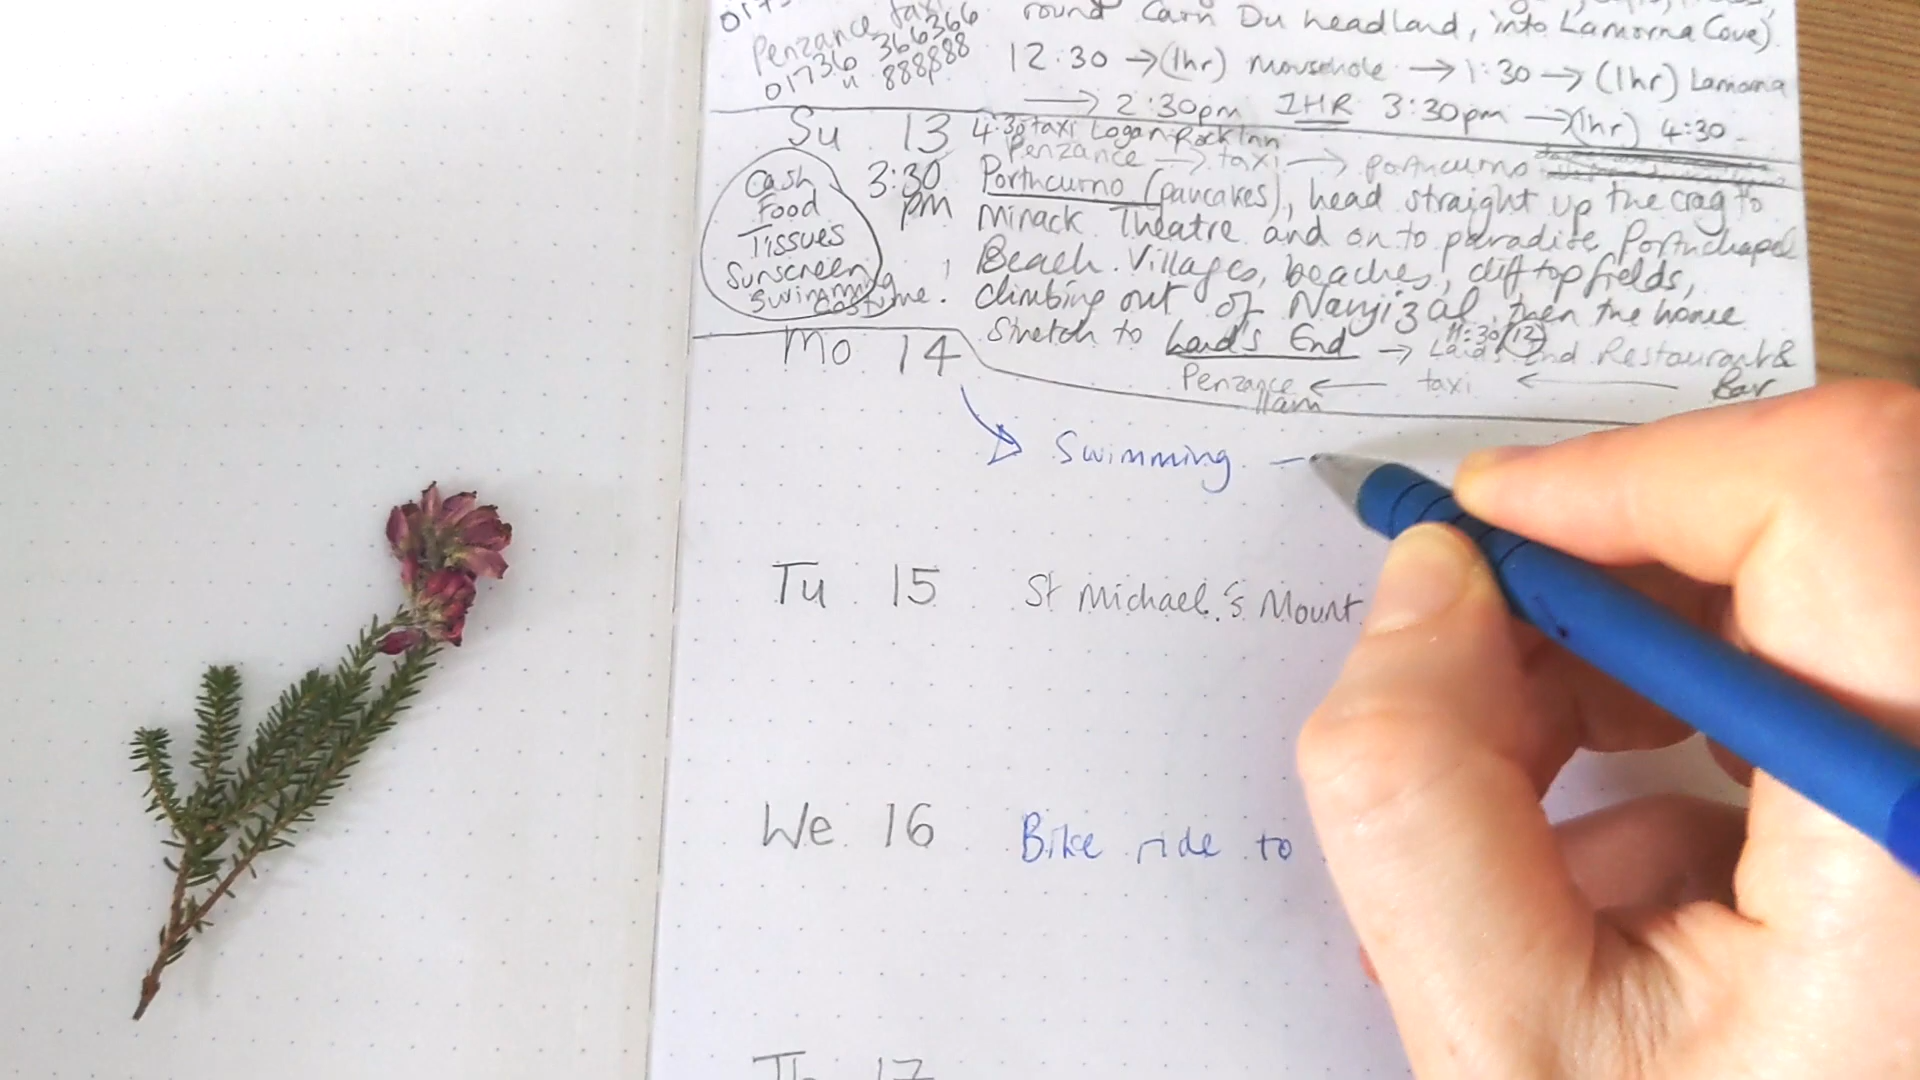 Penzance taxi
01736 366366
" 888888
round Carn Du headland, into Lamorna Cove).
12:30 → (1hr) Mousehole → 1:30 → (1hr) Lamorna
→ 2:30pm 1HR 3:30pm → (1hr) 4:30
Su 13 4:30 taxi Logan Rock Inn
Penzance → taxi → Porthcurno
Cash
Food
Tissues
Sunscreen
Swimming
costume.
3:30
pm
Porthcurno (pancakes), head straight up the crag to
Minack Theatre and on to paradise Porthchapel
Beach. Villages, beaches, cliff top fields,
climbing out of Nanjizal, then the home
stretch to Land's End → Land's End Restaurant &
Bar
11:30 (12)
Penzance ← taxi ←
11am
Mo 14
Swimming –
Tu 15 St Michael's Mount
We 16 Bike ride to
Th 17